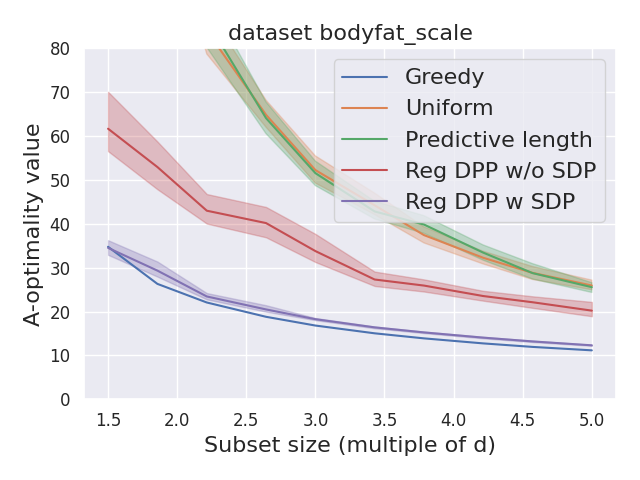 dataset bodyfat_scale
80
70
60
50
40
30
20
10
0
A-optimality value
Greedy
Uniform
Predictive length
Reg DPP w/o SDP
Reg DPP w SDP
1.5 2.0 2.5 3.0 3.5 4.0 4.5 5.0
Subset size (multiple of d)